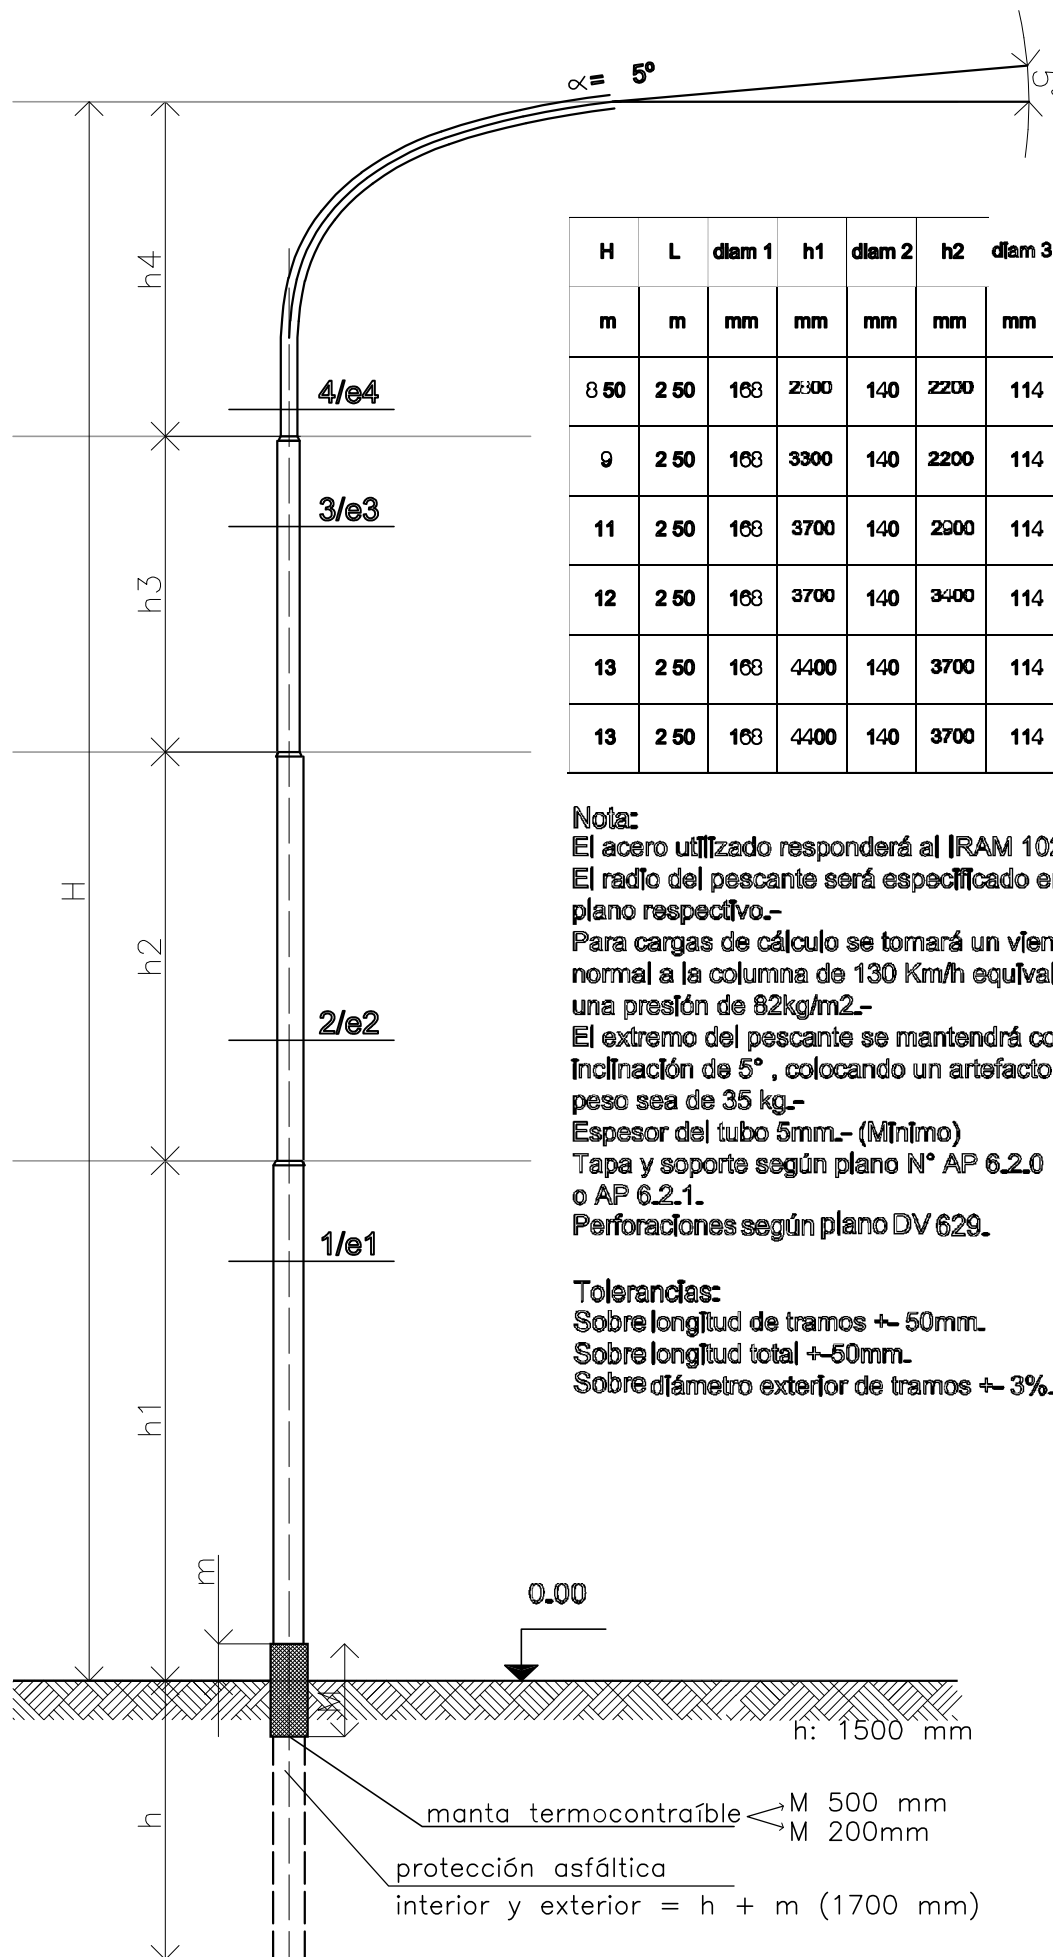 ∝= 5º
5°
H L diam 1 h1 diam 2 h2 diam 3
m m mm mm mm mm mm
8 50 2 50 168 2800 140 2200 114
9 2 50 168 3300 140 2200 114
11 2 50 168 3700 140 2900 114
12 2 50 168 3700 140 3400 114
13 2 50 168 4400 140 3700 114
13 2 50 168 4400 140 3700 114
h4
4/e4
3/e3
h3
H
h2
2/e2
1/e1
h1
Nota:
El acero utilizado responderá al IRAM 102
El radio del pescante será especificado en
plano respectivo.-
Para cargas de cálculo se tomará un vien
normal a la columna de 130 Km/h equival
una presión de 82kg/m2.-
El extremo del pescante se mantendrá co
inclinación de 5° , colocando un artefacto
peso sea de 35 kg.-
Espesor del tubo 5mm.- (Mínimo)
Tapa y soporte según plano N° AP 6.2.0
o AP 6.2.1.
Perforaciones según plano DV 629.
Tolerancias:
Sobre longitud de tramos +- 50mm.
Sobre longitud total +-50mm.
Sobre diámetro exterior de tramos +- 3%.
m
0.00
M
h: 1500 mm
h
manta termocontraíble
M 500 mm
M 200mm
protección asfáltica
interior y exterior = h + m (1700 mm)